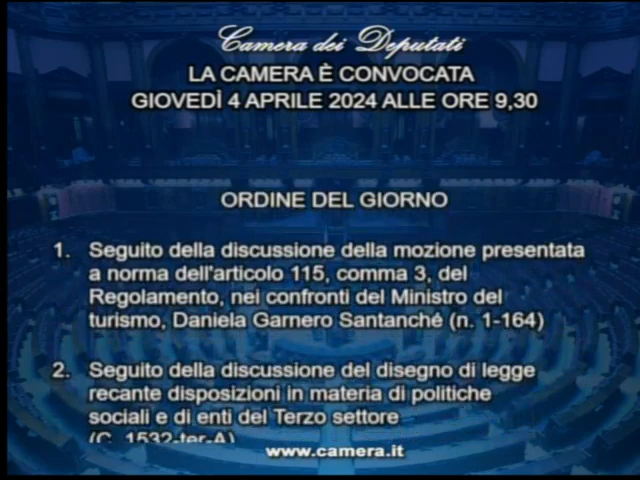 Camera dei Deputati
LA CAMERA È CONVOCATA
GIOVEDÌ 4 APRILE 2024 ALLE ORE 9,30
ORDINE DEL GIORNO
1. Seguito della discussione della mozione presentata
a norma dell'articolo 115, comma 3, del
Regolamento, nei confronti del Ministro del
turismo, Daniela Garnero Santanché (n. 1-164)
2. Seguito della discussione del disegno di legge
recante disposizioni in materia di politiche
sociali e di enti del Terzo settore
(C. 1532-ter-A)
www.camera.it